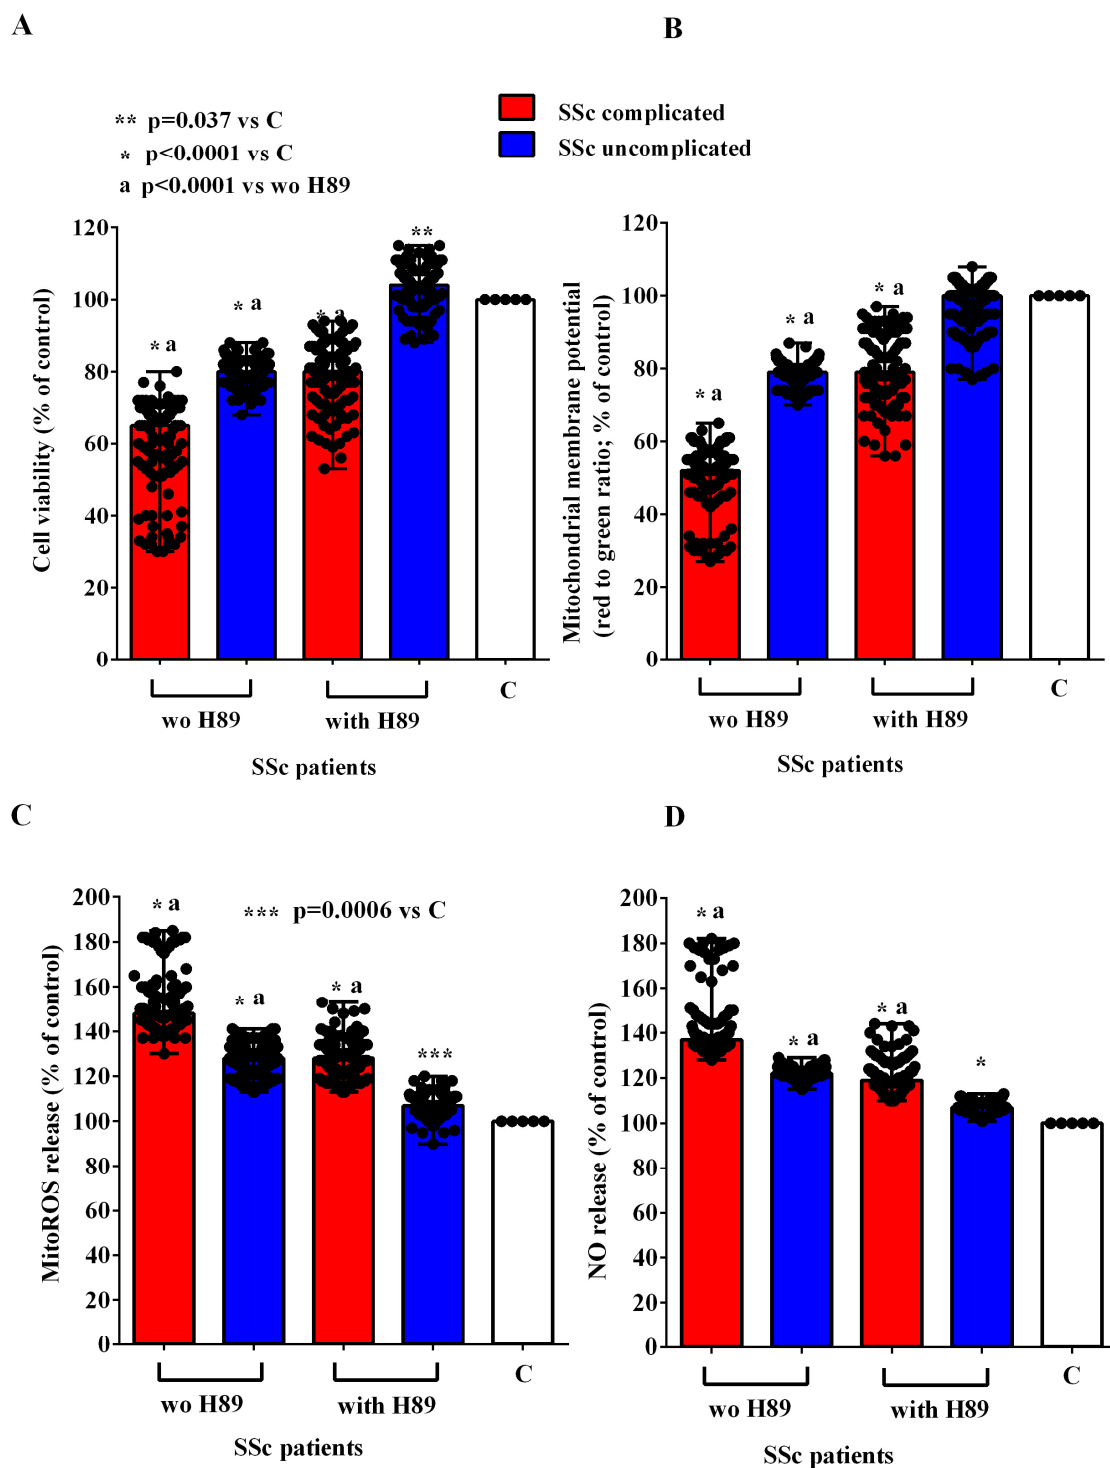 A
B
** p=0.037 vs C
* p<0.0001 vs C
a p<0.0001 vs wo H89
SSc complicated
SSc uncomplicated
Cell viability (% of control)
120
100
80
60
40
20
0
* a
* a
* a
**
wo H89
with H89
C
SSc patients
Mitochondrial membrane potential
(red to green ratio; % of control)
120
100
80
60
40
20
0
* a
* a
* a
wo H89
with H89
C
SSc patients
C
D
MitoROS release (% of control)
200
180
160
140
120
100
80
60
40
20
0
* a
*** p=0.0006 vs C
* a
* a
***
wo H89
with H89
C
SSc patients
NO release (% of control)
200
180
160
140
120
100
80
60
40
20
0
* a
* a
* a
*
wo H89
with H89
C
SSc patients